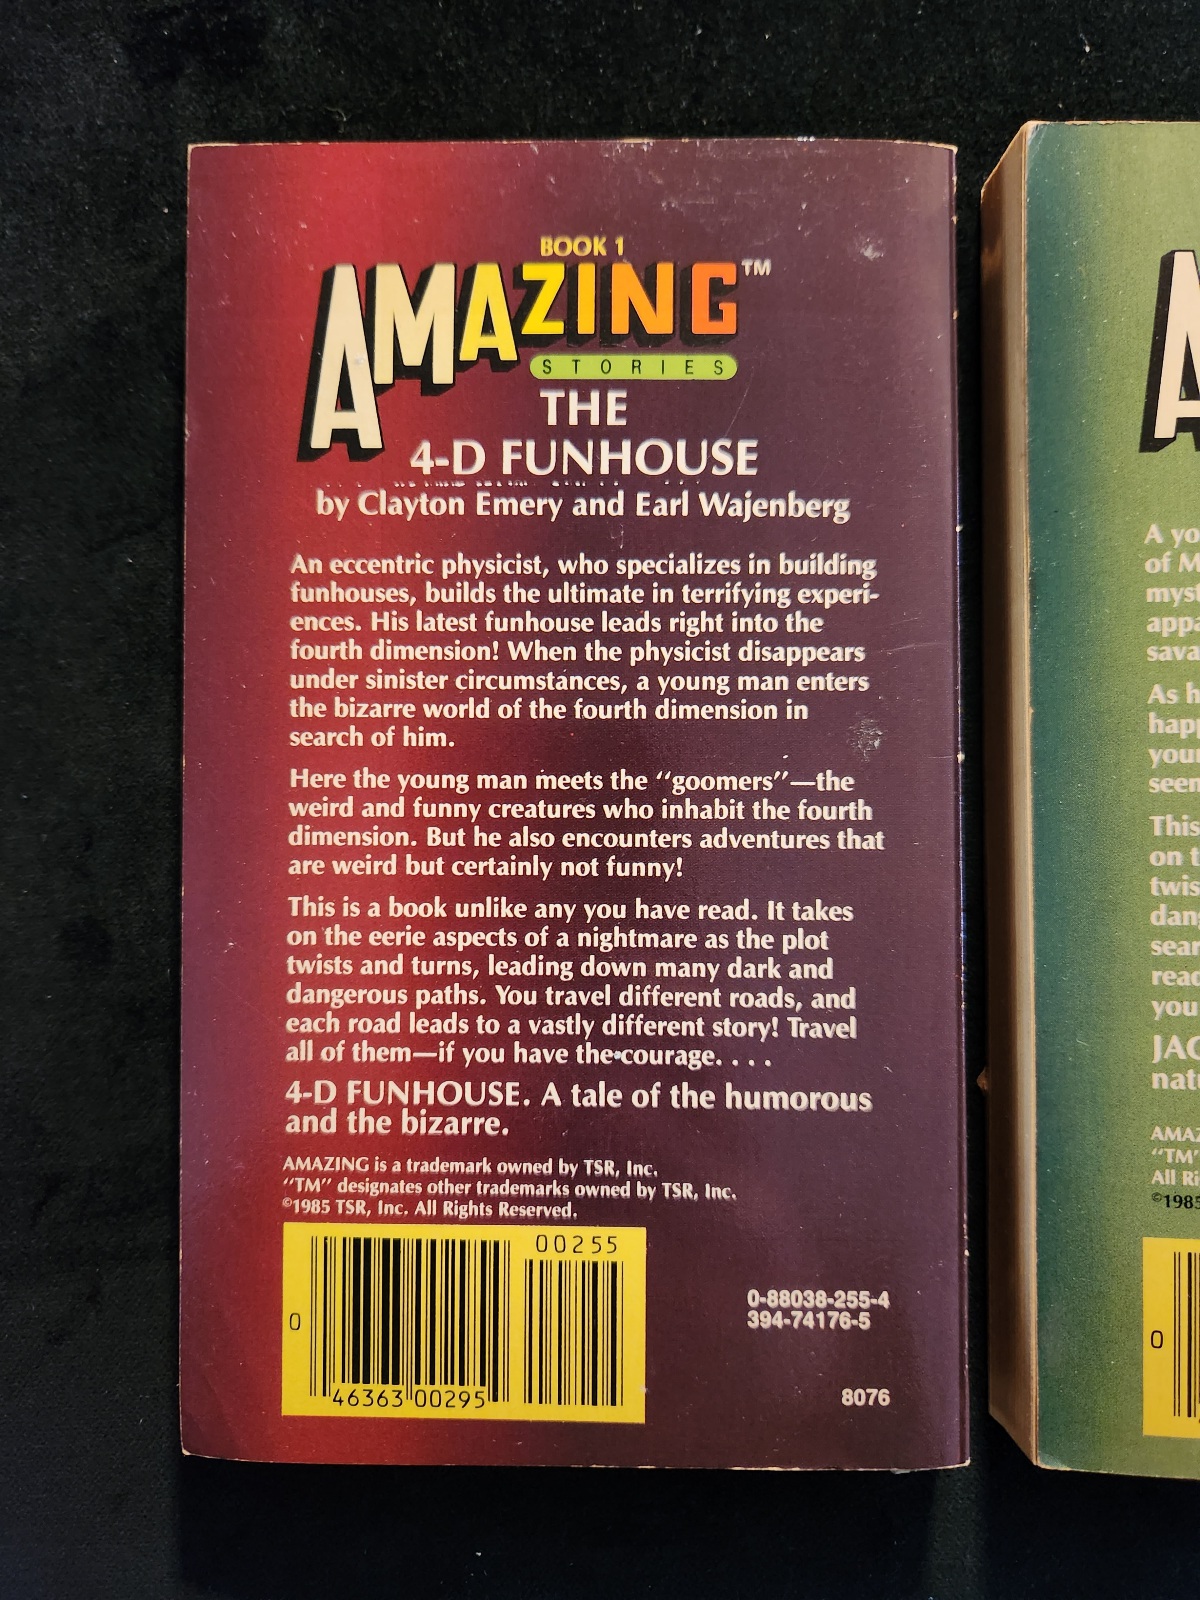 BOOK 1
AMAZING™
STORIES
THE
4-D FUNHOUSE
by Clayton Emery and Earl Wajenberg
An eccentric physicist, who specializes in building
funhouses, builds the ultimate in terrifying experi-
ences. His latest funhouse leads right into the
fourth dimension! When the physicist disappears
under sinister circumstances, a young man enters
the bizarre world of the fourth dimension in
search of him.
Here the young man meets the "goomers"—the
weird and funny creatures who inhabit the fourth
dimension. But he also encounters adventures that
are weird but certainly not funny!
This is a book unlike any you have read. It takes
on the eerie aspects of a nightmare as the plot
twists and turns, leading down many dark and
dangerous paths. You travel different roads, and
each road leads to a vastly different story! Travel
all of them—if you have the courage. . . .
4-D FUNHOUSE. A tale of the humorous
and the bizarre.
AMAZING is a trademark owned by TSR, Inc.
"TM" designates other trademarks owned by TSR, Inc.
©1985 TSR, Inc. All Rights Reserved.
00255
0
46363 00295
0-88038-255-4
394-74176-5
8076
A
A yo
of M
myst
appa
sava
As h
happ
your
seem
This
on t
twis
dan
sear
read
you
JAG
natu
AMAZ
"TM"
All Ri
©1985
0